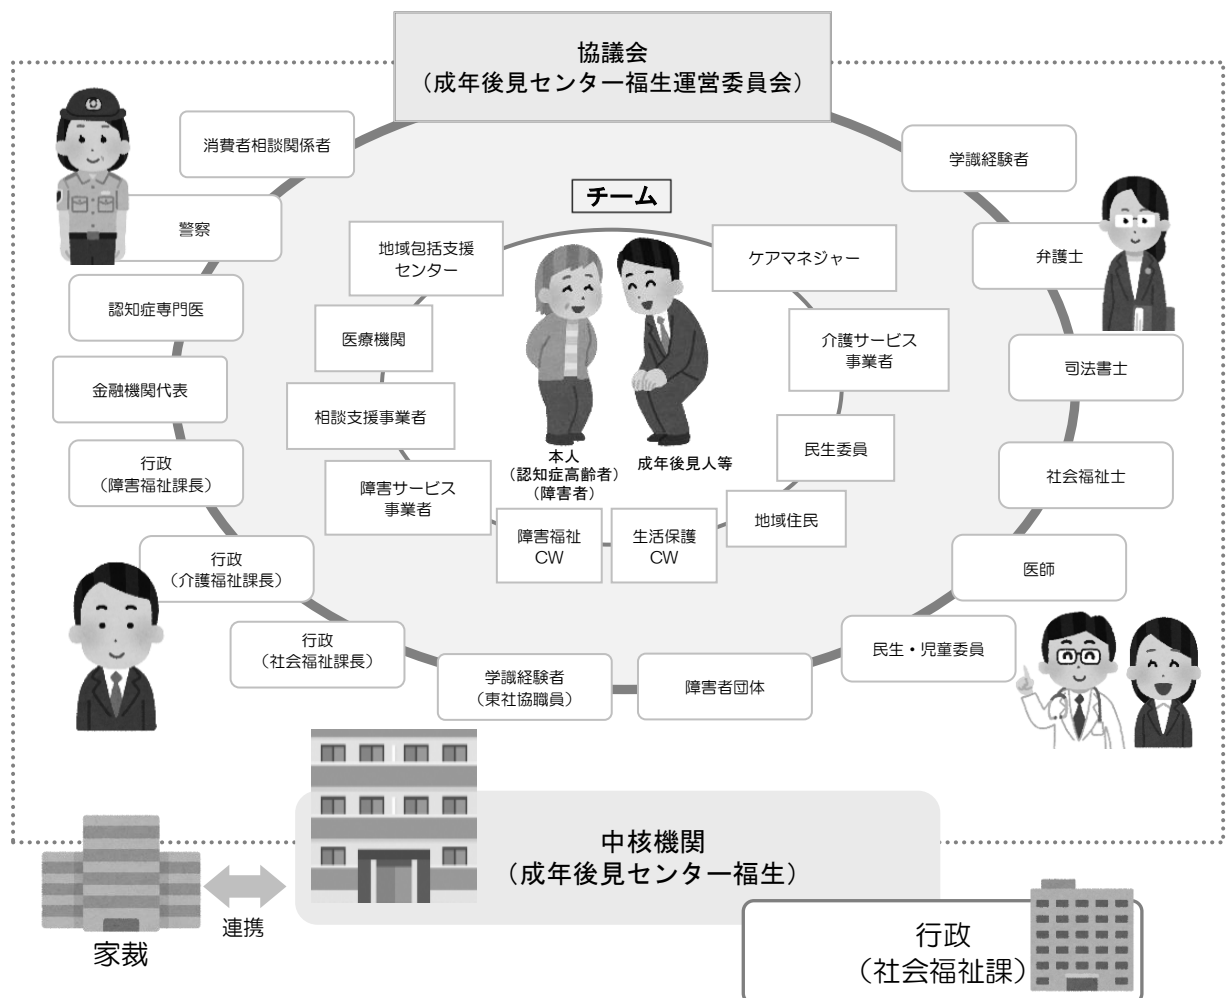 協議会
（成年後見センター福生運営委員会）
消費者相談関係者
警察
認知症専門医
金融機関代表
行政
（障害福祉課長）
行政
（介護福祉課長）
行政
（社会福祉課長）
学識経験者
（東社協職員）
障害者団体
民生・児童委員
医師
社会福祉士
司法書士
弁護士
学識経験者
チーム
地域包括支援
センター
医療機関
相談支援事業者
障害サービス
事業者
障害福祉
CW
生活保護
CW
地域住民
民生委員
介護サービス
事業者
ケアマネジャー
本人
（認知症高齢者）
（障害者）
成年後見人等
中核機関
（成年後見センター福生）
連携
家裁
行政
（社会福祉課）